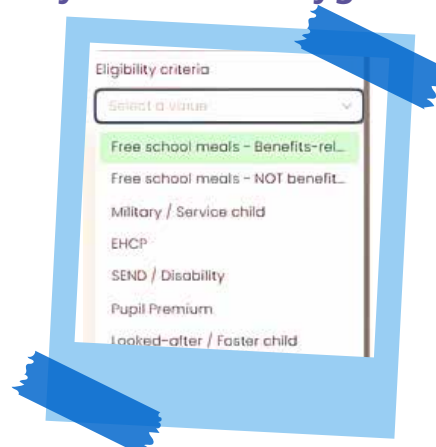 Eligibility criteria
Select a value
Free school meals - Benefits-rel...
Free school meals - NOT benefit...
Military / Service child
EHCP
SEND / Disability
Pupil Premium
Looked-after / Foster child